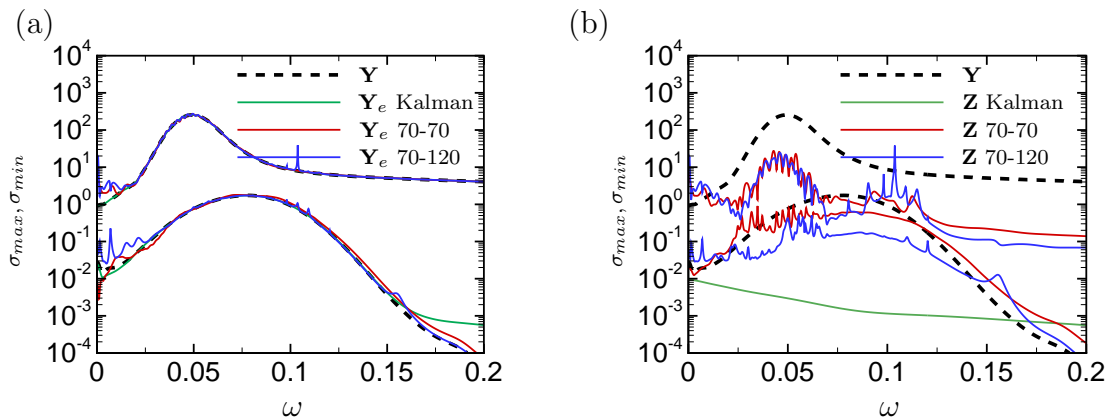 (a)
10^4
10^3
10^2
10^1
10^0
10^-1
10^-2
10^-3
10^-4
σ_max, σ_min
0 0.05 0.1 0.15 0.2
ω
Y
Y_e Kalman
Y_e 70-70
Y_e 70-120
(b)
10^4
10^3
10^2
10^1
10^0
10^-1
10^-2
10^-3
10^-4
σ_max, σ_min
0 0.05 0.1 0.15 0.2
ω
Y
Z Kalman
Z 70-70
Z 70-120